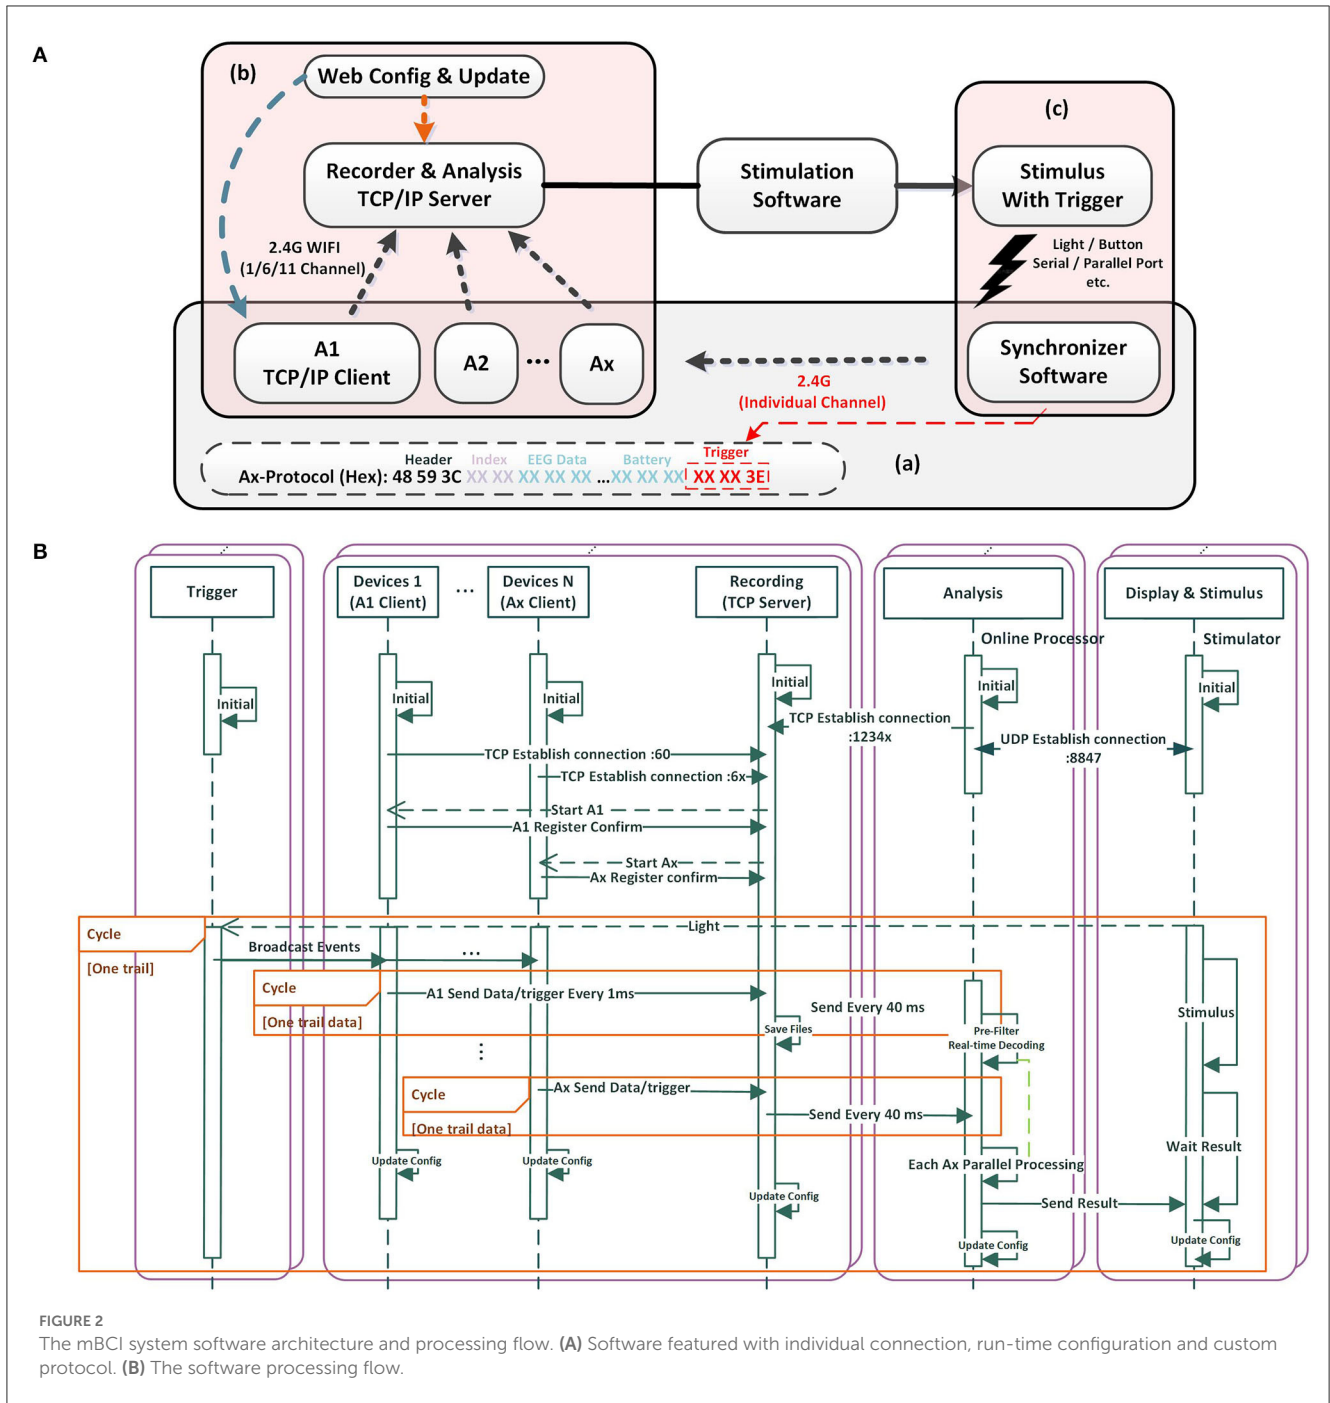 A
(b)
Web Config & Update
Recorder & Analysis
TCP/IP Server
2.4G WIFI
(1/6/11 Channel)
A1
TCP/IP Client
A2
...
Ax
Stimulation
Software
(c)
Stimulus
With Trigger
Light / Button
Serial / Parallel Port
etc.
Synchronizer
Software
2.4G
(Individual Channel)
(a)
Header Index EEG Data Battery Trigger
Ax-Protocol (Hex): 48 59 3C XX XX XX XX XX ...XX XX XX XX XX 3E
B
Trigger
Devices 1
(A1 Client)
...
Devices N
(Ax Client)
Recording
(TCP Server)
Analysis
Display & Stimulus
Online Processor
Stimulator
Initial
Initial
Initial
Initial
Initial
Initial
TCP Establish connection
:1234x
UDP Establish connection
:8847
TCP Establish connection :60
TCP Establish connection :6x
Start A1
A1 Register Confirm
Start Ax
Ax Register confirm
Light
Cycle
[One trail]
Broadcast Events
...
Cycle
[One trail data]
A1 Send Data/trigger Every 1ms
Send Every 40 ms
Save Files
Pre-Filter
Real-time Decoding
Stimulus
Cycle
[One trail data]
Ax Send Data/trigger
Send Every 40 ms
Wait Result
Update Config
Update Config
Each Ax Parallel Processing
Update Config
Send Result
Update Config
Update Config
FIGURE 2
The mBCI system software architecture and processing flow. (A) Software featured with individual connection, run-time configuration and custom
protocol. (B) The software processing flow.